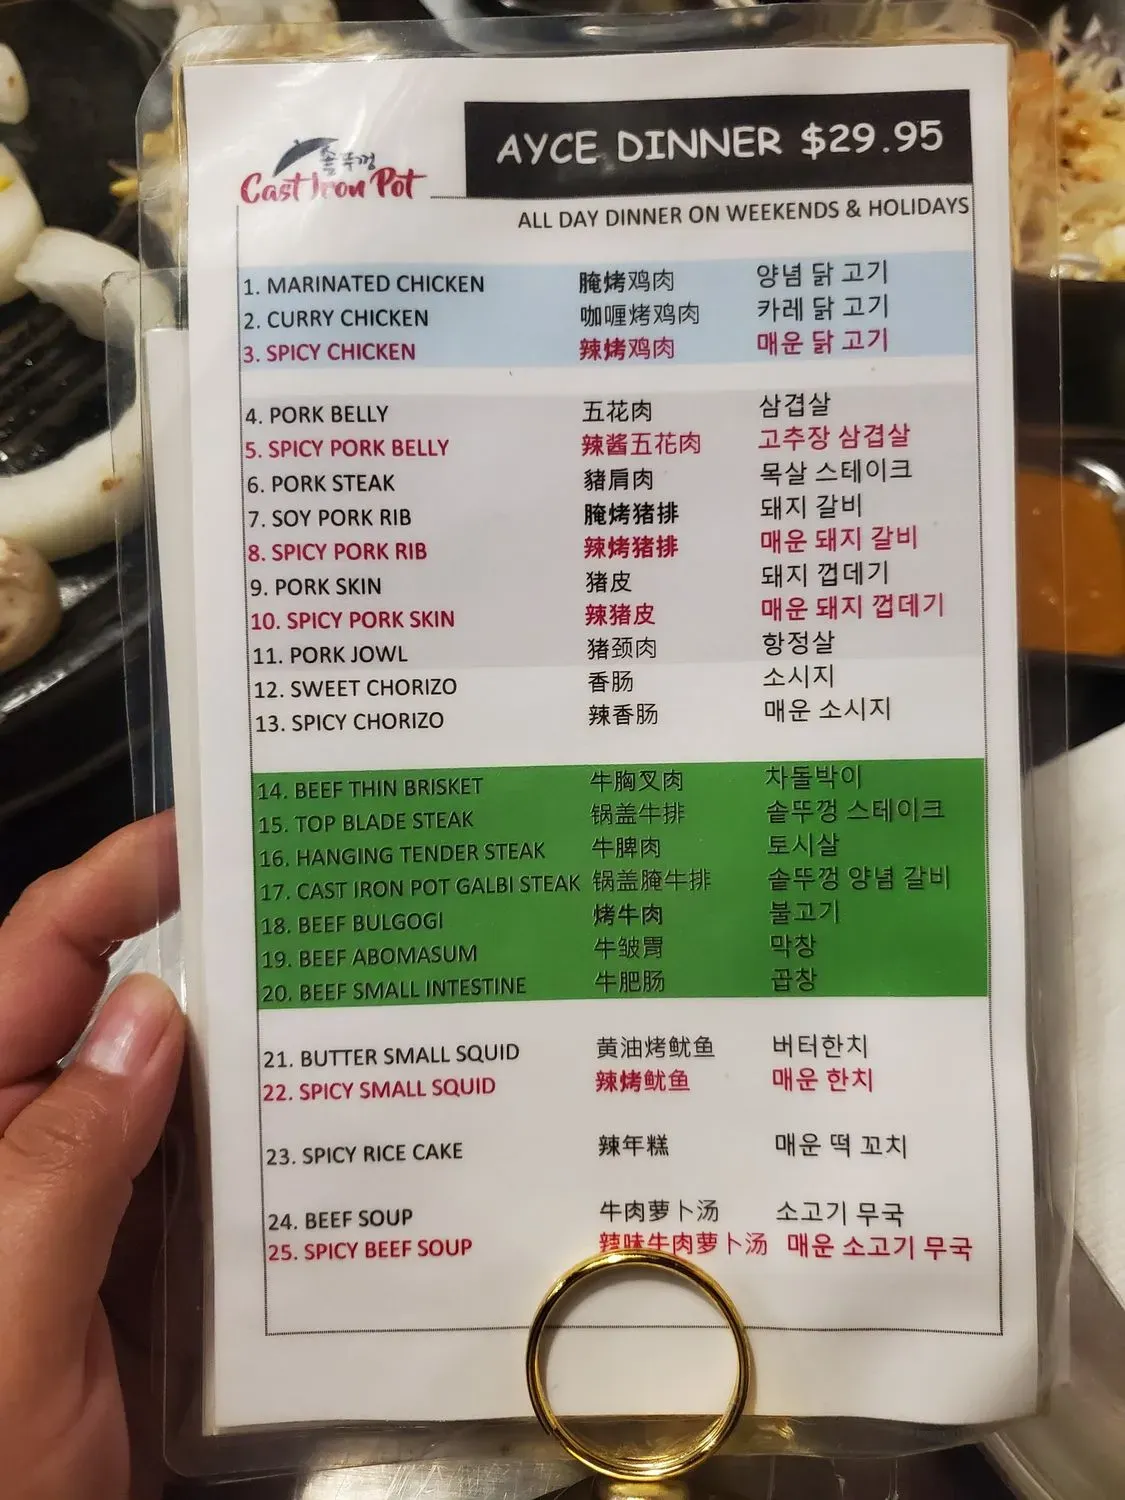 솥뚜껑
Cast Iron Pot
AYCE DINNER $29.95
ALL DAY DINNER ON WEEKENDS & HOLIDAYS
1. MARINATED CHICKEN 腌烤鸡肉 양념 닭 고기
2. CURRY CHICKEN 咖喱烤鸡肉 카레 닭 고기
3. SPICY CHICKEN 辣烤鸡肉 매운 닭 고기
4. PORK BELLY 五花肉 삼겹살
5. SPICY PORK BELLY 辣酱五花肉 고추장 삼겹살
6. PORK STEAK 豬肩肉 목살 스테이크
7. SOY PORK RIB 腌烤猪排 돼지 갈비
8. SPICY PORK RIB 辣烤猪排 매운 돼지 갈비
9. PORK SKIN 猪皮 돼지 껍데기
10. SPICY PORK SKIN 辣猪皮 매운 돼지 껍데기
11. PORK JOWL 猪颈肉 항정살
12. SWEET CHORIZO 香肠 소시지
13. SPICY CHORIZO 辣香肠 매운 소시지
14. BEEF THIN BRISKET 牛胸叉肉 차돌박이
15. TOP BLADE STEAK 锅盖牛排 솥뚜껑 스테이크
16. HANGING TENDER STEAK 牛脾肉 토시살
17. CAST IRON POT GALBI STEAK 锅盖腌牛排 솥뚜껑 양념 갈비
18. BEEF BULGOGI 烤牛肉 불고기
19. BEEF ABOMASUM 牛皱胃 막창
20. BEEF SMALL INTESTINE 牛肥肠 곱창
21. BUTTER SMALL SQUID 黄油烤鱿鱼 버터한치
22. SPICY SMALL SQUID 辣烤鱿鱼 매운 한치
23. SPICY RICE CAKE 辣年糕 매운 떡 꼬치
24. BEEF SOUP 牛肉萝卜汤 소고기 무국
25. SPICY BEEF SOUP 辣味牛肉萝卜汤 매운 소고기 무국